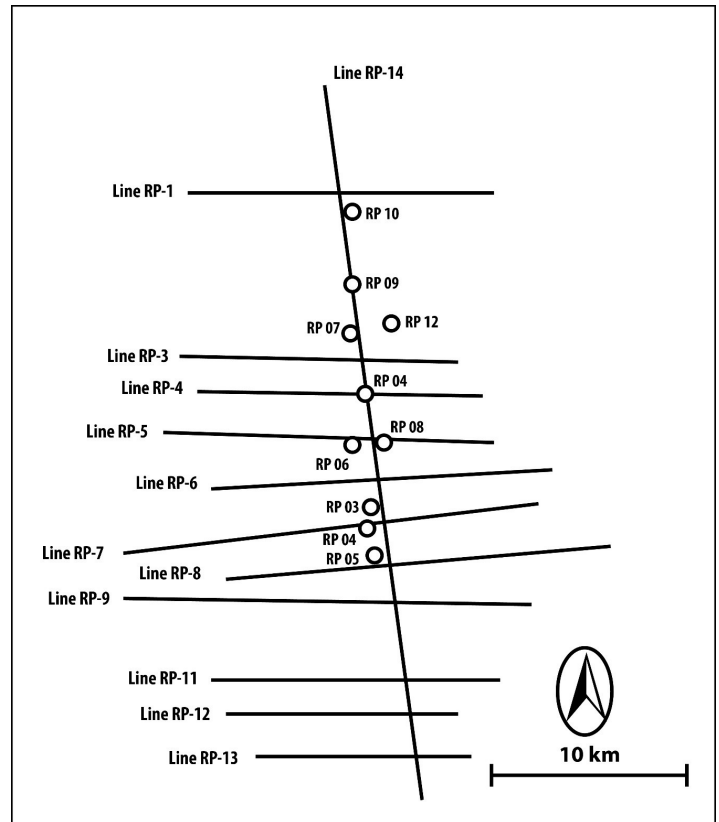 Line RP-14
Line RP-1
RP 10
RP 09
RP 12
RP 07
Line RP-3
RP 04
Line RP-4
RP 08
Line RP-5
RP 06
Line RP-6
RP 03
RP 04
Line RP-7
RP 05
Line RP-8
Line RP-9
Line RP-11
Line RP-12
10 km
Line RP-13